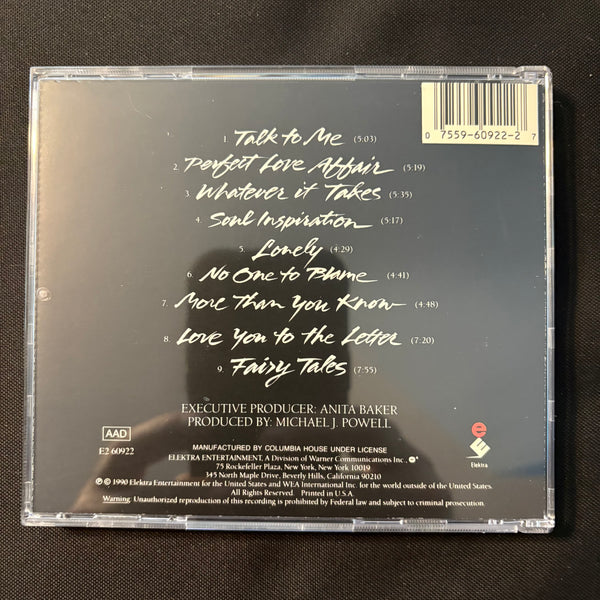 0 7559-60922-2 7
1. Talk to Me (5:03)
2. Perfect Love Affair (5:19)
3. Whatever it Takes (5:35)
4. Soul Inspiration (5:17)
5. Lonely (4:29)
6. No One to Blame (4:41)
7. More Than You Know (4:48)
8. Love You to the Letter (7:20)
9. Fairy Tales (7:55)
EXECUTIVE PRODUCER: ANITA BAKER
PRODUCED BY: MICHAEL J. POWELL
AAD
E2 60922
e
E
Elektra
MANUFACTURED BY COLUMBIA HOUSE UNDER LICENSE
ELEKTRA ENTERTAINMENT, A Division of Warner Communications Inc.,
75 Rockefeller Plaza, New York, New York 10019
345 North Maple Drive, Beverly Hills, California 90210
℗ © 1990 Elektra Entertainment for the United States and WEA International Inc. for the world outside of the United States.
All Rights Reserved. Printed in U.S.A.
Warning: Unauthorized reproduction of this recording is prohibited by Federal law and subject to criminal prosecution.